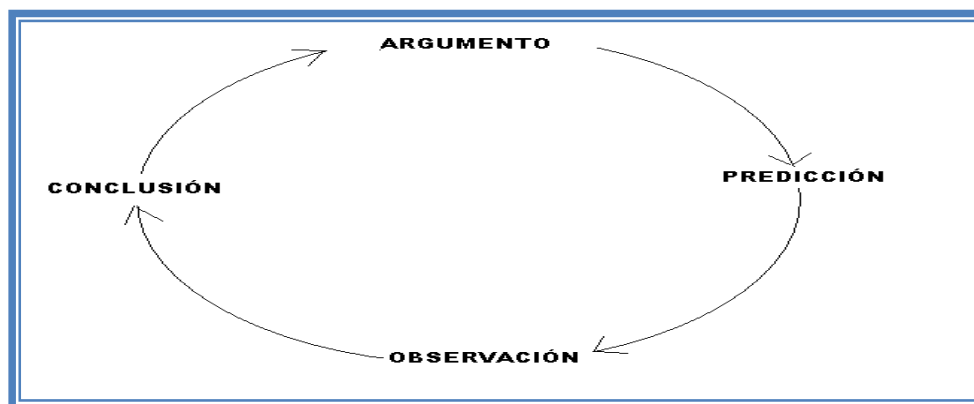 ARGUMENTO
PREDICCIÓN
CONCLUSIÓN
OBSERVACIÓN